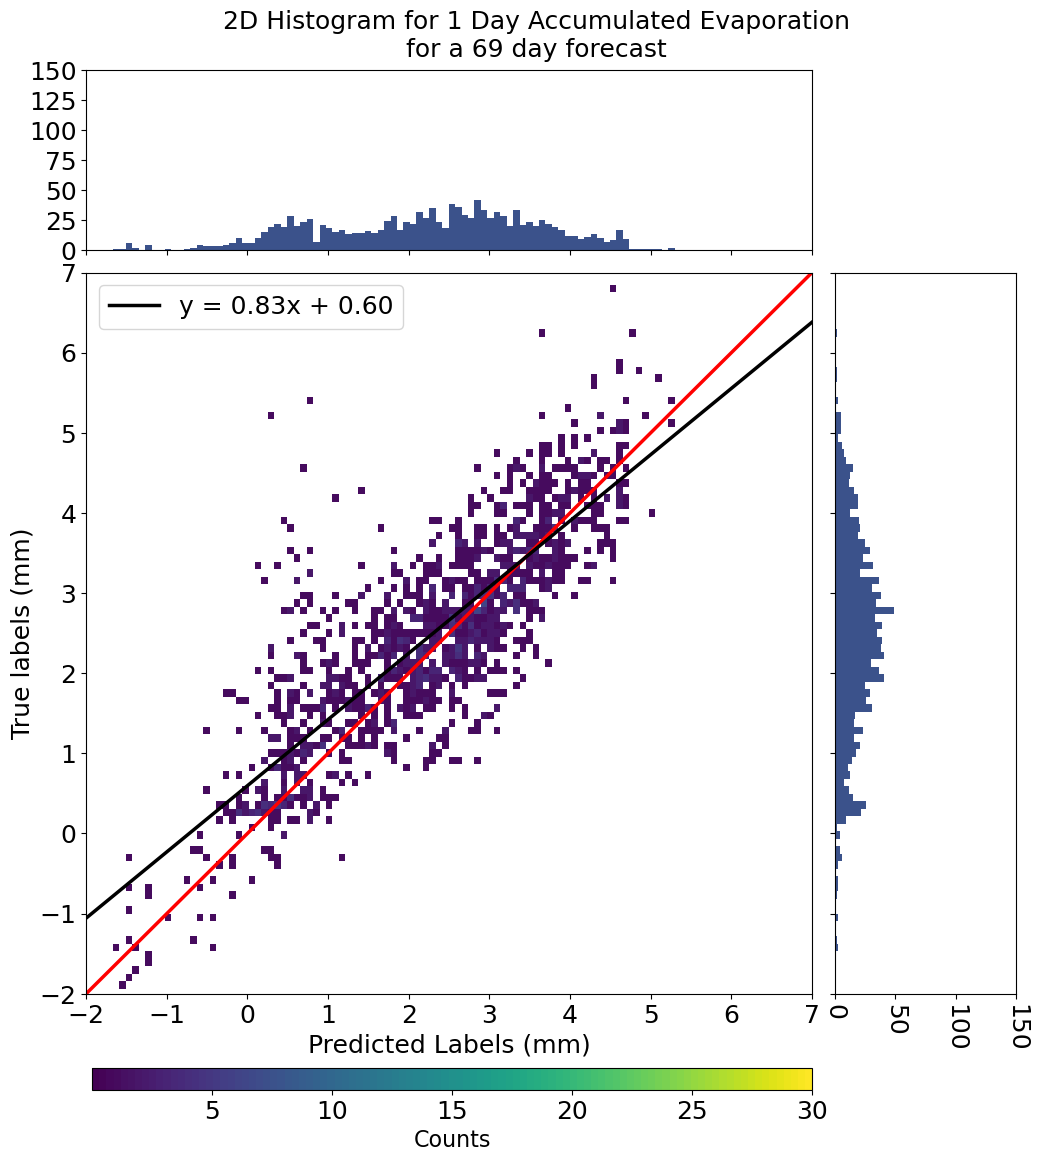 2D Histogram for 1 Day Accumulated Evaporation
for a 69 day forecast
150
125
100
75
50
25
0
7
6
5
4
3
2
1
0
−1
−2
True labels (mm)
y = 0.83x + 0.60
−2 −1 0 1 2 3 4 5 6 7
Predicted Labels (mm)
0 50 100 150
5 10 15 20 25 30
Counts